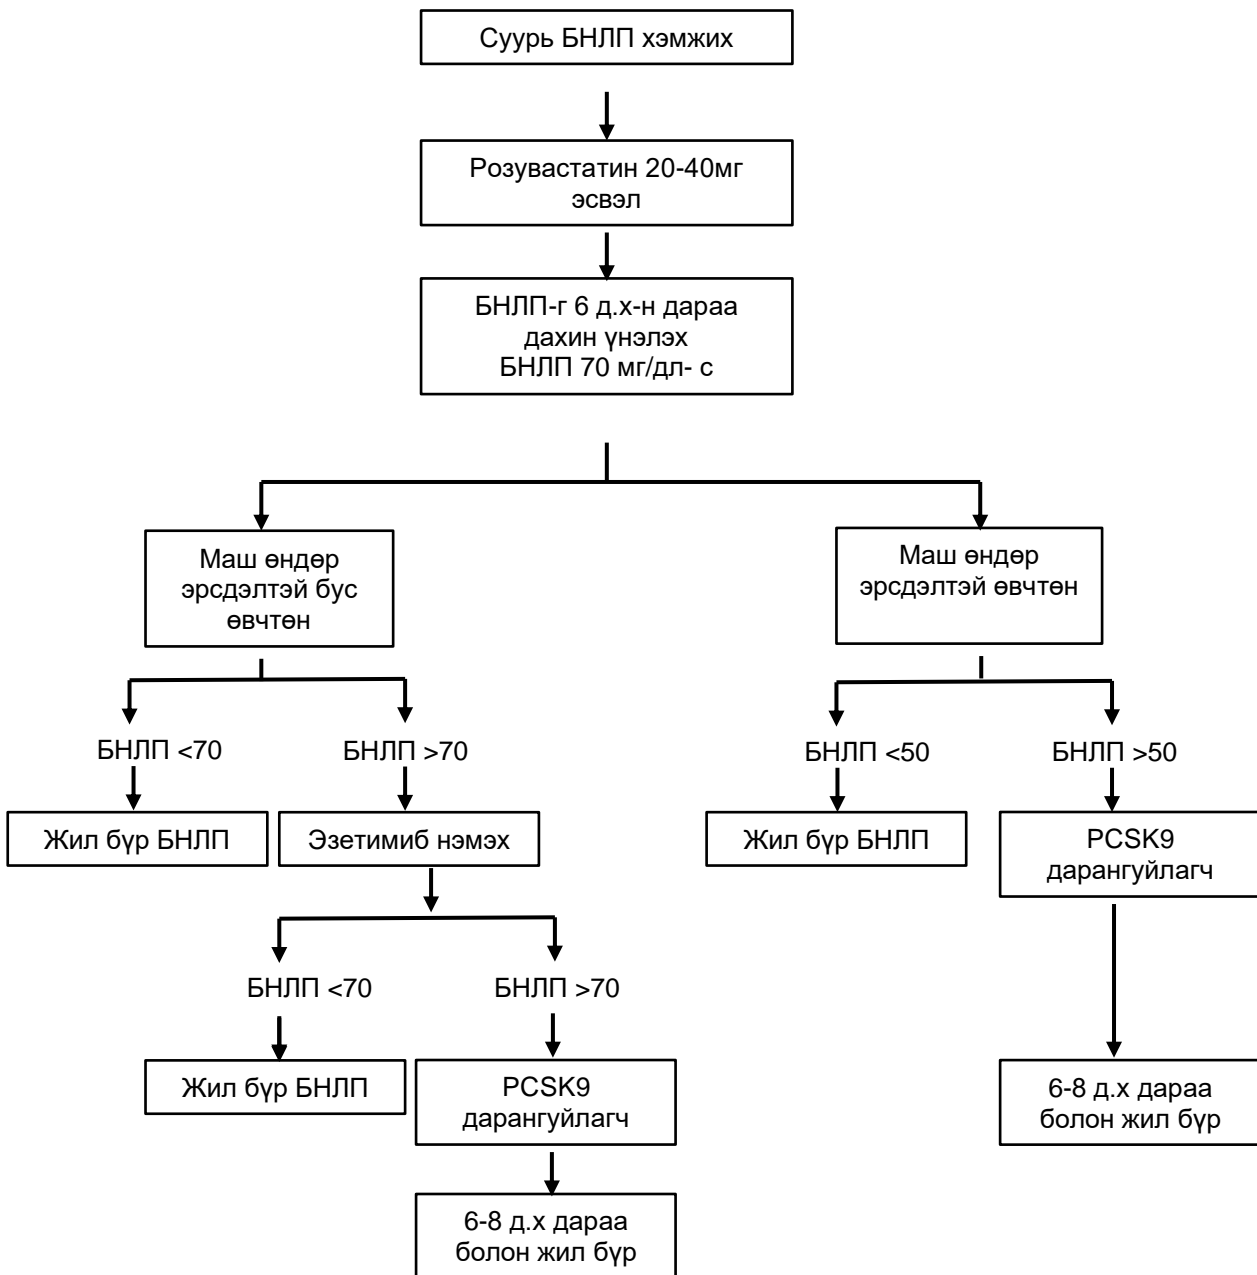 Суурь БНЛП хэмжих
Розувастатин 20-40мг
эсвэл
БНЛП-г 6 д.х-н дараа
дахин үнэлэх
БНЛП 70 мг/дл- с
Маш өндөр
эрсдэлтэй бус
өвчтөн
Маш өндөр
эрсдэлтэй өвчтөн
БНЛП <70
БНЛП >70
БНЛП <50
БНЛП >50
Жил бүр БНЛП
Эзетимиб нэмэх
Жил бүр БНЛП
PCSK9
дарангуйлагч
БНЛП <70
БНЛП >70
Жил бүр БНЛП
PCSK9
дарангуйлагч
6-8 д.х дараа
болон жил бүр
6-8 д.х дараа
болон жил бүр